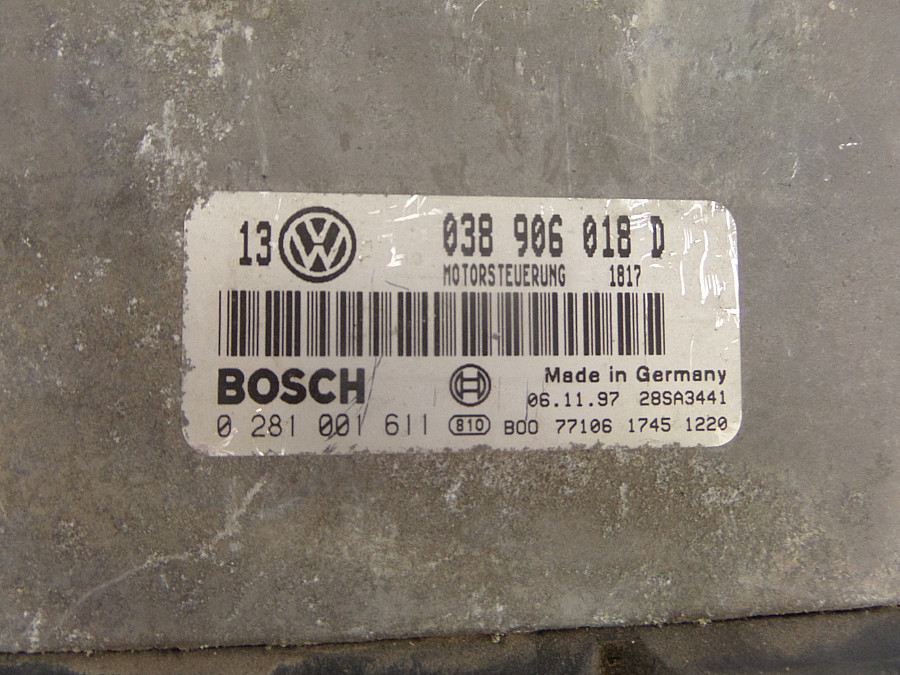 13 038 906 018 D
MOTORSTEUERUNG 1817
BOSCH Made in Germany
06.11.97 28SA3441
0 281 001 611 810 B00 77106 1745 1220